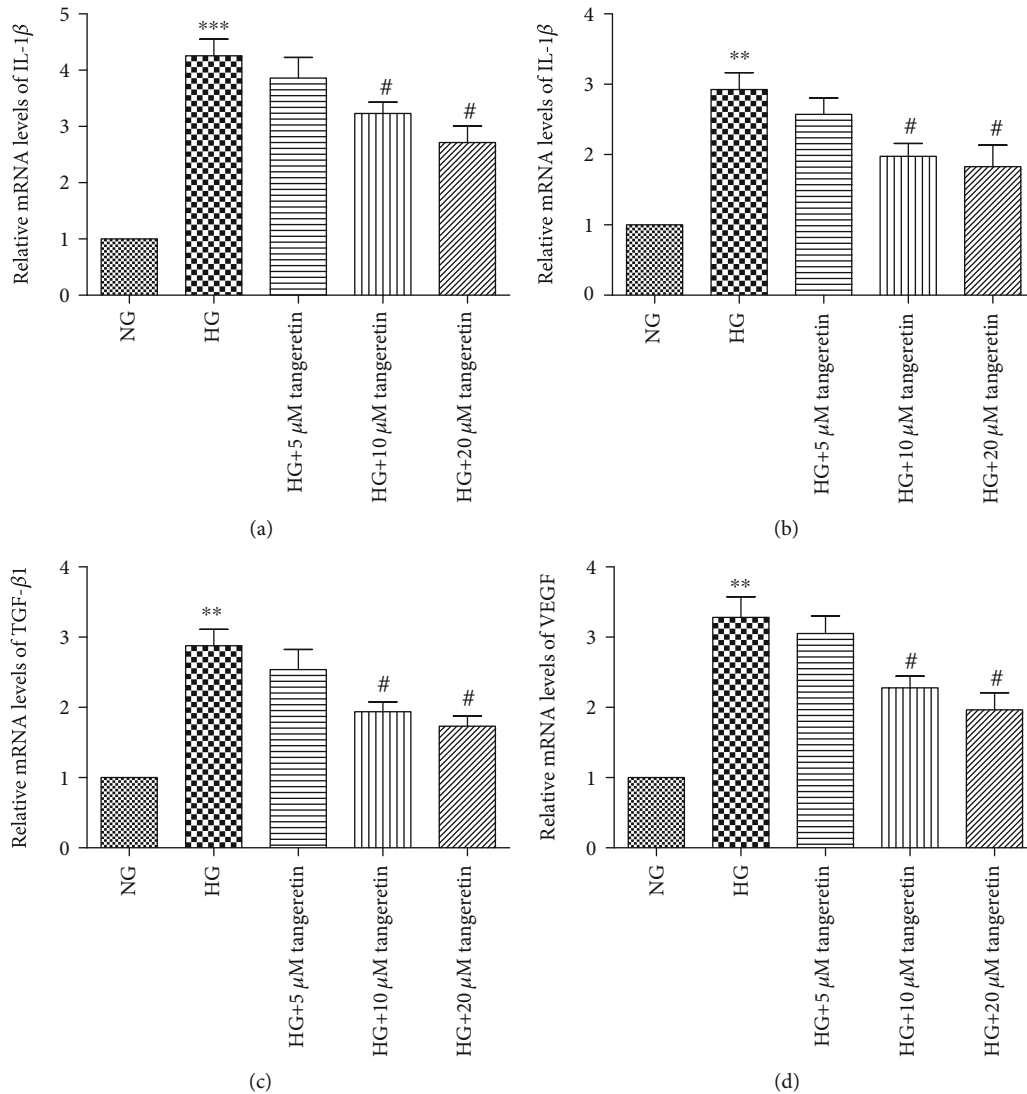 Relative mRNA levels of IL-1β
5
4
3
2
1
0
***
#
#
NG
HG
HG+5 μM tangeretin
HG+10 μM tangeretin
HG+20 μM tangeretin
(a)
Relative mRNA levels of IL-1β
4
3
2
1
0
**
#
#
NG
HG
HG+5 μM tangeretin
HG+10 μM tangeretin
HG+20 μM tangeretin
(b)
Relative mRNA levels of TGF-β1
4
3
2
1
0
**
#
#
NG
HG
HG+5 μM tangeretin
HG+10 μM tangeretin
HG+20 μM tangeretin
(c)
Relative mRNA levels of VEGF
4
3
2
1
0
**
#
#
NG
HG
HG+5 μM tangeretin
HG+10 μM tangeretin
HG+20 μM tangeretin
(d)